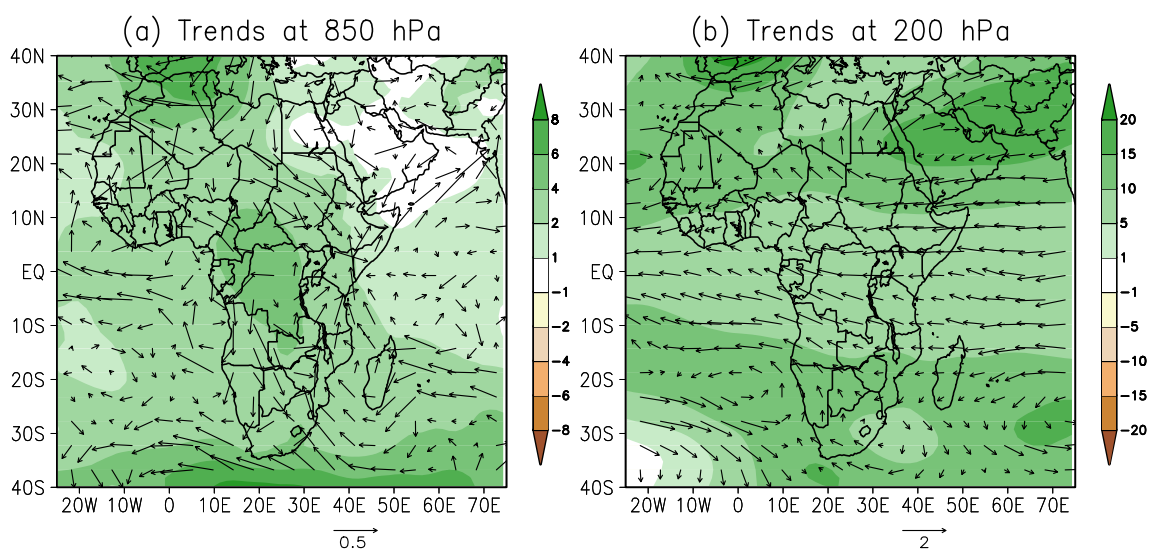 (a) Trends at 850 hPa
(b) Trends at 200 hPa
40N
30N
20N
10N
EQ
10S
20S
30S
40S
20W 10W 0 10E 20E 30E 40E 50E 60E 70E
0.5
8
6
4
2
1
−1
−2
−4
−6
−8
40N
30N
20N
10N
EQ
10S
20S
30S
40S
20W 10W 0 10E 20E 30E 40E 50E 60E 70E
2
20
15
10
5
1
−1
−5
−10
−15
−20